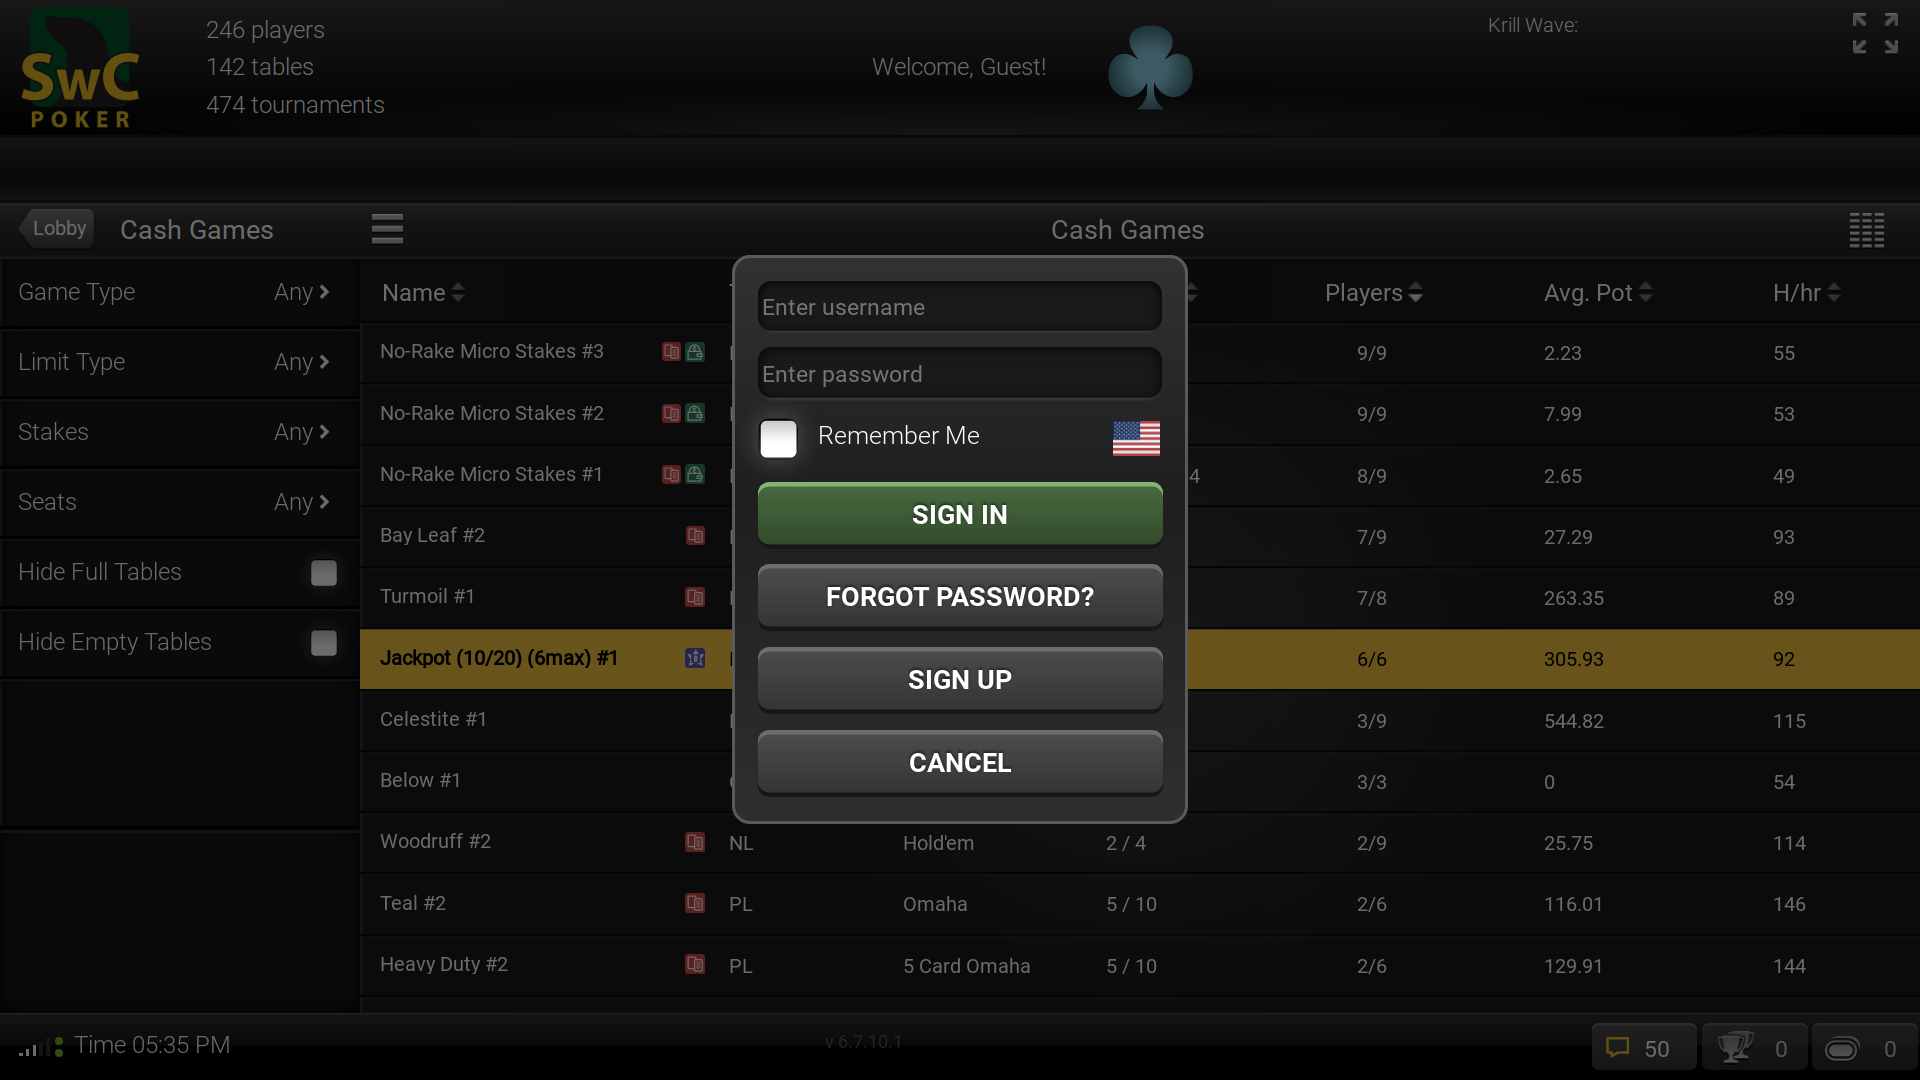 SwC
POKER
246 players
142 tables
474 tournaments
Welcome, Guest!
Krill Wave:
Lobby
Cash Games
Cash Games
Game Type Any
Limit Type Any
Stakes Any
Seats Any
Hide Full Tables
Hide Empty Tables
Name Players Avg. Pot H/hr
No-Rake Micro Stakes #3 9/9 2.23 55
No-Rake Micro Stakes #2 9/9 7.99 53
No-Rake Micro Stakes #1 4 8/9 2.65 49
Bay Leaf #2 7/9 27.29 93
Turmoil #1 7/8 263.35 89
Jackpot (10/20) (6max) #1 6/6 305.93 92
Celestite #1 3/9 544.82 115
Below #1 3/3 0 54
Woodruff #2 NL Hold'em 2 / 4 2/9 25.75 114
Teal #2 PL Omaha 5 / 10 2/6 116.01 146
Heavy Duty #2 PL 5 Card Omaha 5 / 10 2/6 129.91 144
Enter username
Enter password
Remember Me
SIGN IN
FORGOT PASSWORD?
SIGN UP
CANCEL
Time 05:35 PM
v 6.7.10.1
50
0
0